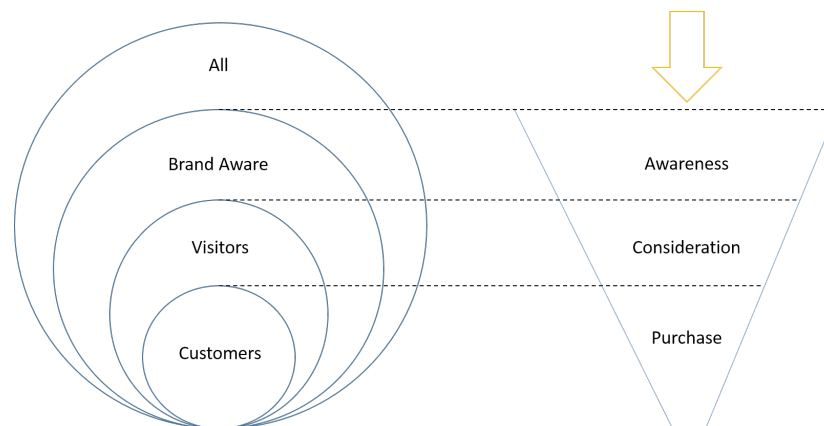 All
Brand Aware
Awareness
Visitors
Consideration
Purchase
Customers